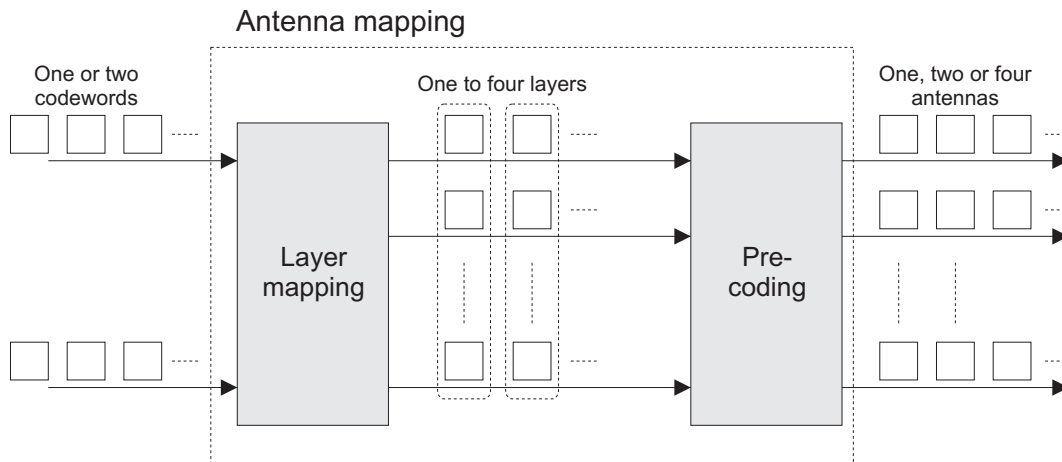 Antenna mapping
One or two
codewords
One to four layers
One, two or four
antennas
Layer
mapping
Pre-
coding